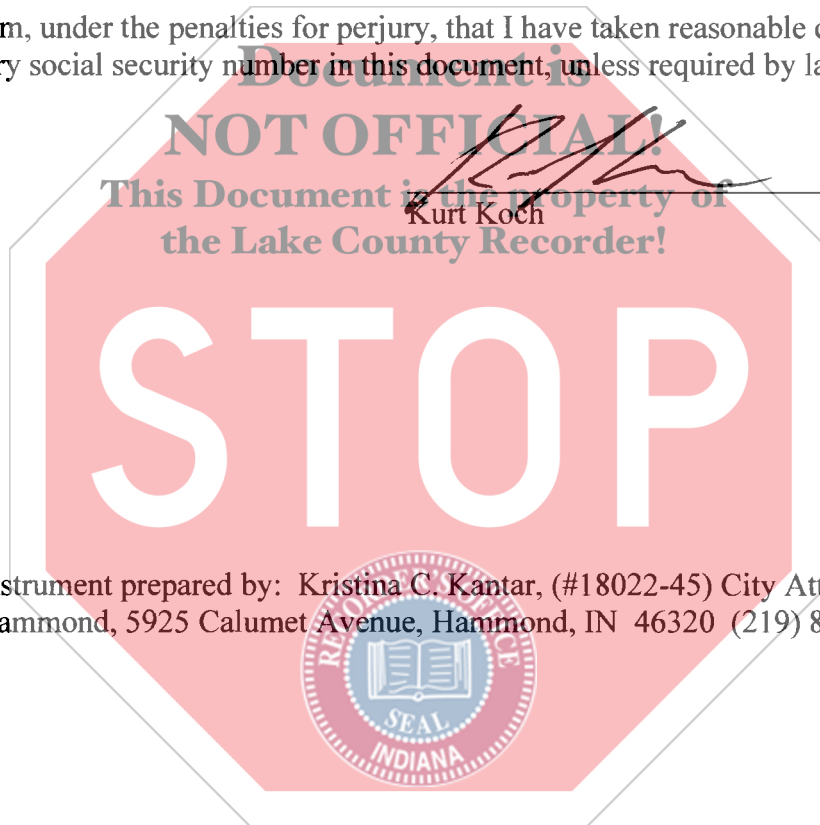 m, under the penalties for perjury, that I have taken reasonable
ry social security number in this document, unless required by la
Document is
NOT OFFICIAL!
This Document is the property of
Kurt Koch
the Lake County Recorder!
STOP
strument prepared by: Kristina C. Kantar, (#18022-45) City Att
ammond, 5925 Calumet Avenue, Hammond, IN 46320 (219) 8
RECORDER'S OFFICE
SEAL
INDIANA